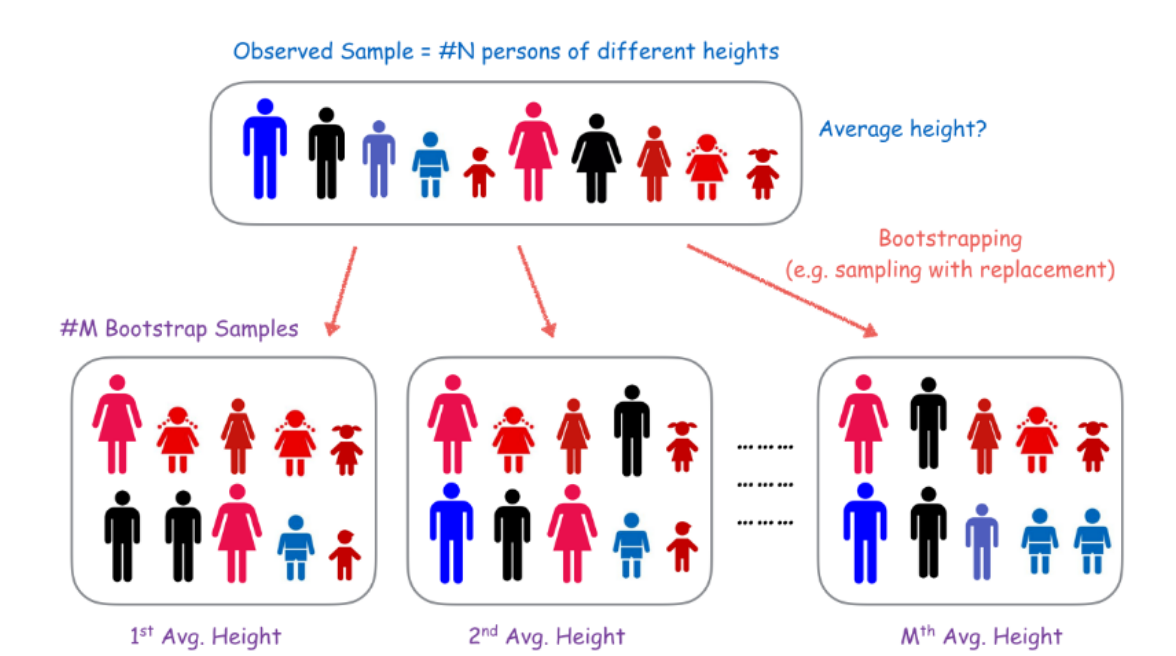 Observed Sample = #N persons of different heights
Average height?
Bootstrapping
(e.g. sampling with replacement)
#M Bootstrap Samples
... ... ...
... ... ...
... ... ...
1st Avg. Height
2nd Avg. Height
Mth Avg. Height